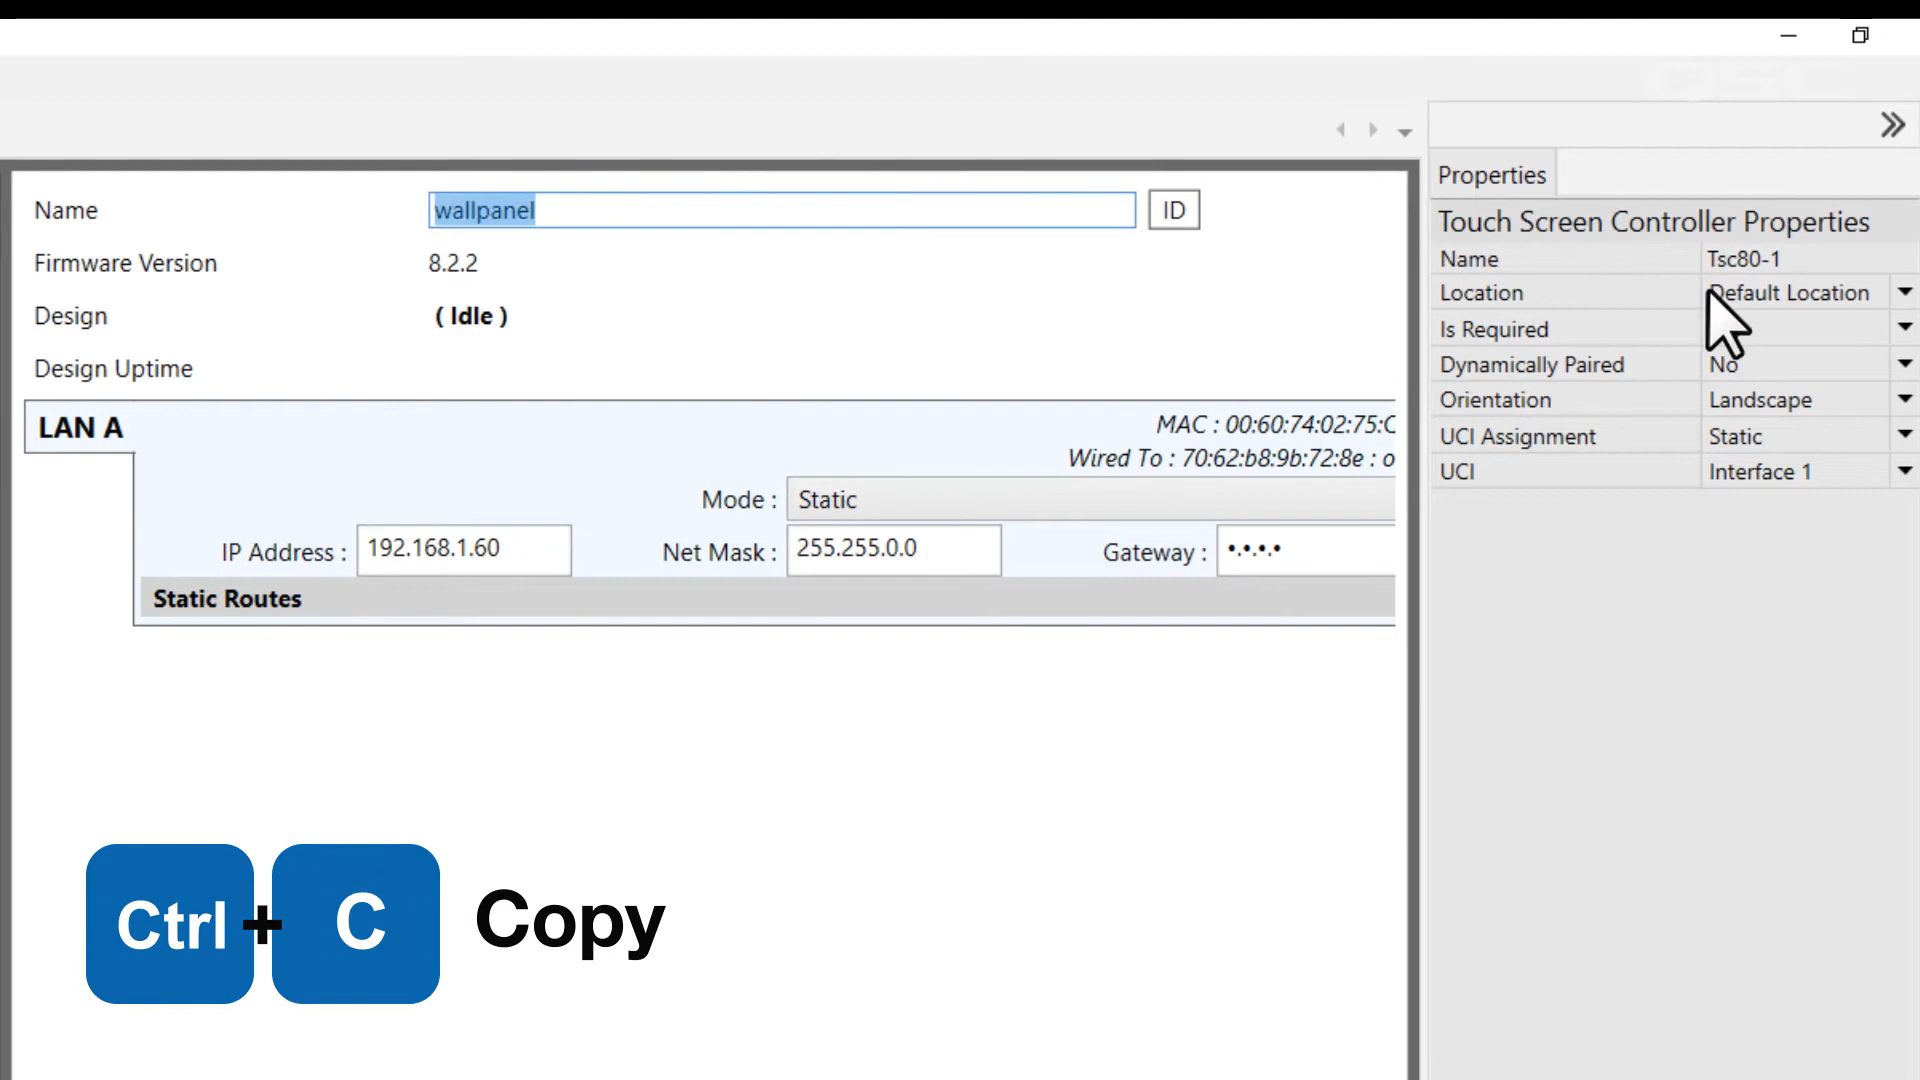 QSC
Properties
Name wallpanel ID
Firmware Version 8.2.2
Design ( Idle )
Design Uptime
LAN A
MAC : 00:60:74:02:75:C
Wired To : 70:62:b8:9b:72:8e : o
Mode : Static
IP Address : 192.168.1.60 Net Mask : 255.255.0.0 Gateway : •.•.•.•
Static Routes
Touch Screen Controller Properties
Name Tsc80-1
Location Default Location
Is Required
Dynamically Paired No
Orientation Landscape
UCI Assignment Static
UCI Interface 1
Ctrl + C Copy